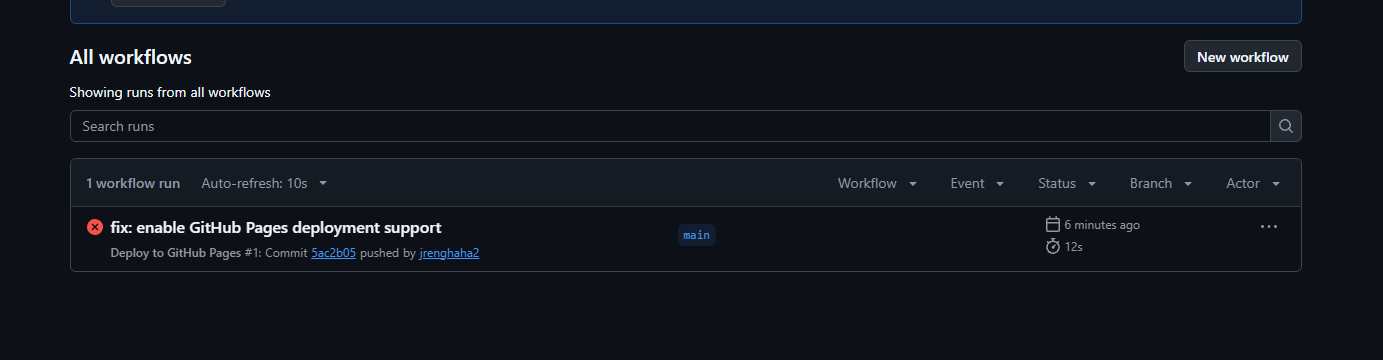 All workflows
New workflow
Showing runs from all workflows
Search runs
1 workflow run Auto-refresh: 10s Workflow Event Status Branch Actor
fix: enable GitHub Pages deployment support
main
6 minutes ago
Deploy to GitHub Pages #1: Commit 5ac2b05 pushed by jrenghaha2
12s